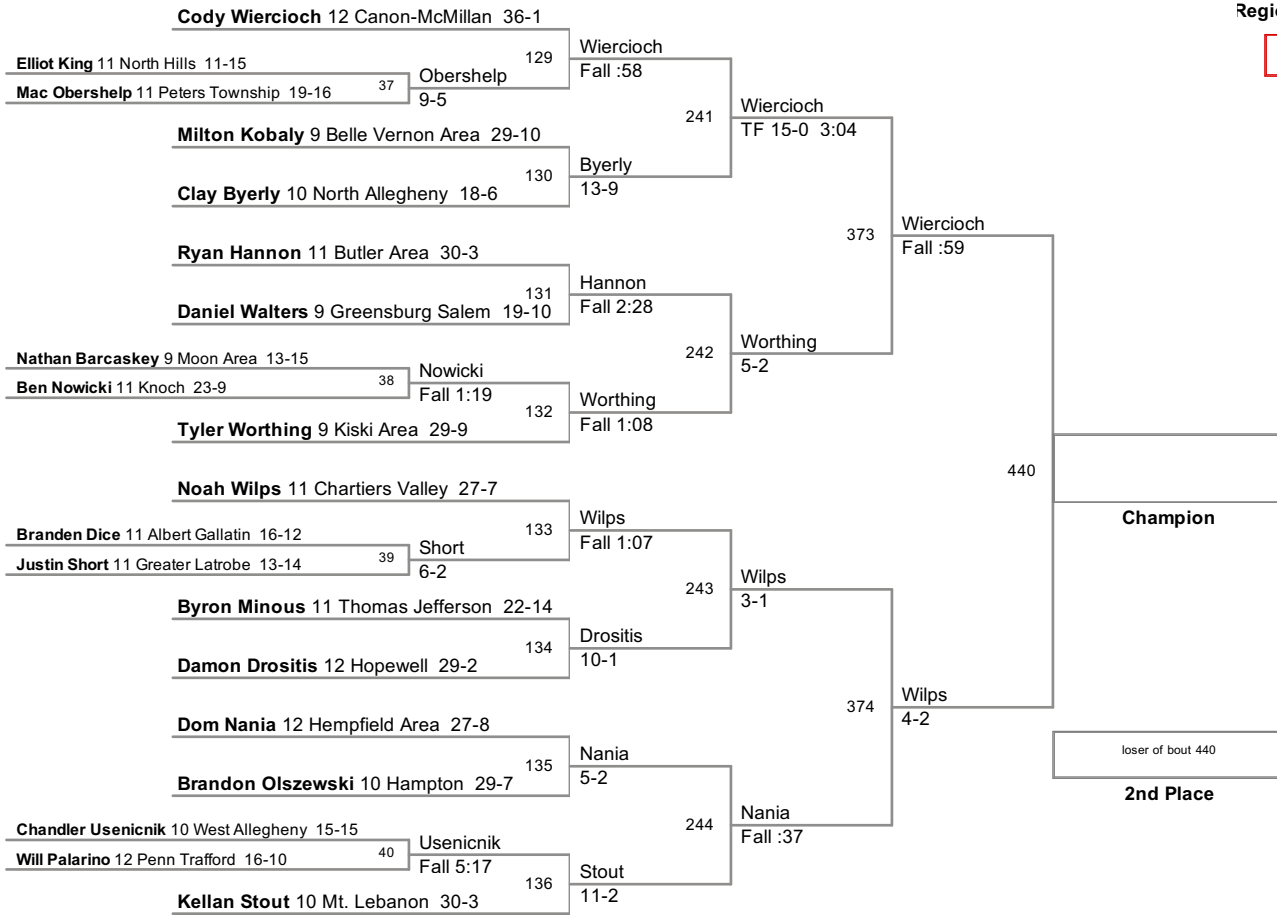 Regi
Cody Wiercioch 12 Canon-McMillan 36-1
129
Wiercioch
Fall :58
Elliot King 11 North Hills 11-15
37
Mac Obershelp 11 Peters Township 19-16
Obershelp
9-5
241
Wiercioch
TF 15-0 3:04
Milton Kobaly 9 Belle Vernon Area 29-10
130
Byerly
13-9
Clay Byerly 10 North Allegheny 18-6
373
Wiercioch
Fall :59
Ryan Hannon 11 Butler Area 30-3
131
Hannon
Fall 2:28
Daniel Walters 9 Greensburg Salem 19-10
242
Worthing
5-2
Nathan Barcaskey 9 Moon Area 13-15
38
Ben Nowicki 11 Knoch 23-9
Nowicki
Fall 1:19
132
Worthing
Fall 1:08
Tyler Worthing 9 Kiski Area 29-9
440
Champion
Noah Wilps 11 Chartiers Valley 27-7
133
Wilps
Fall 1:07
Branden Dice 11 Albert Gallatin 16-12
39
Justin Short 11 Greater Latrobe 13-14
Short
6-2
243
Wilps
3-1
Byron Minous 11 Thomas Jefferson 22-14
134
Drositis
10-1
Damon Drositis 12 Hopewell 29-2
374
Wilps
4-2
Dom Nania 12 Hempfield Area 27-8
135
Nania
5-2
Brandon Olszewski 10 Hampton 29-7
loser of bout 440
2nd Place
244
Nania
Fall :37
Chandler Usenicnik 10 West Allegheny 15-15
40
Will Palarino 12 Penn Trafford 16-10
Usenicnik
Fall 5:17
136
Stout
11-2
Kellan Stout 10 Mt. Lebanon 30-3